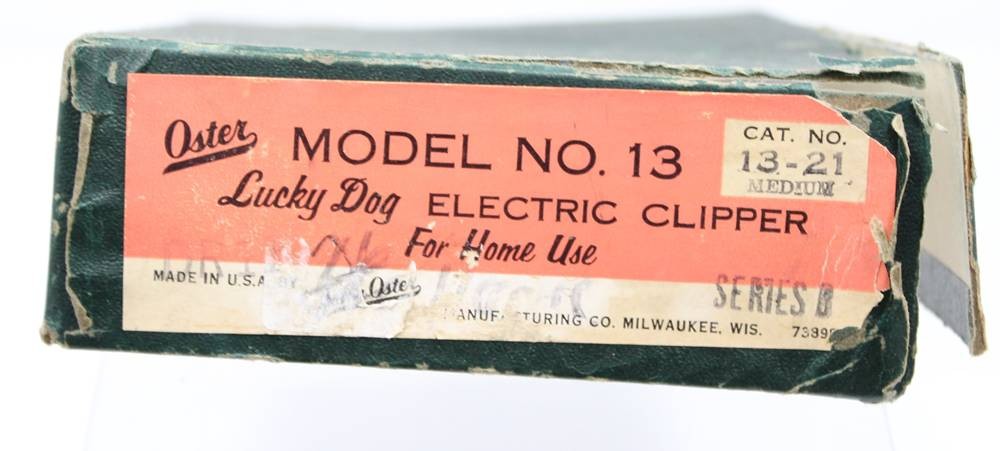 Oster MODEL NO. 13
CAT. NO.
13-21
MEDIUM
Lucky Dog ELECTRIC CLIPPER
For Home Use
SERIES B
MADE IN U.S.A. BY Oster MANUFACTURING CO. MILWAUKEE, WIS.